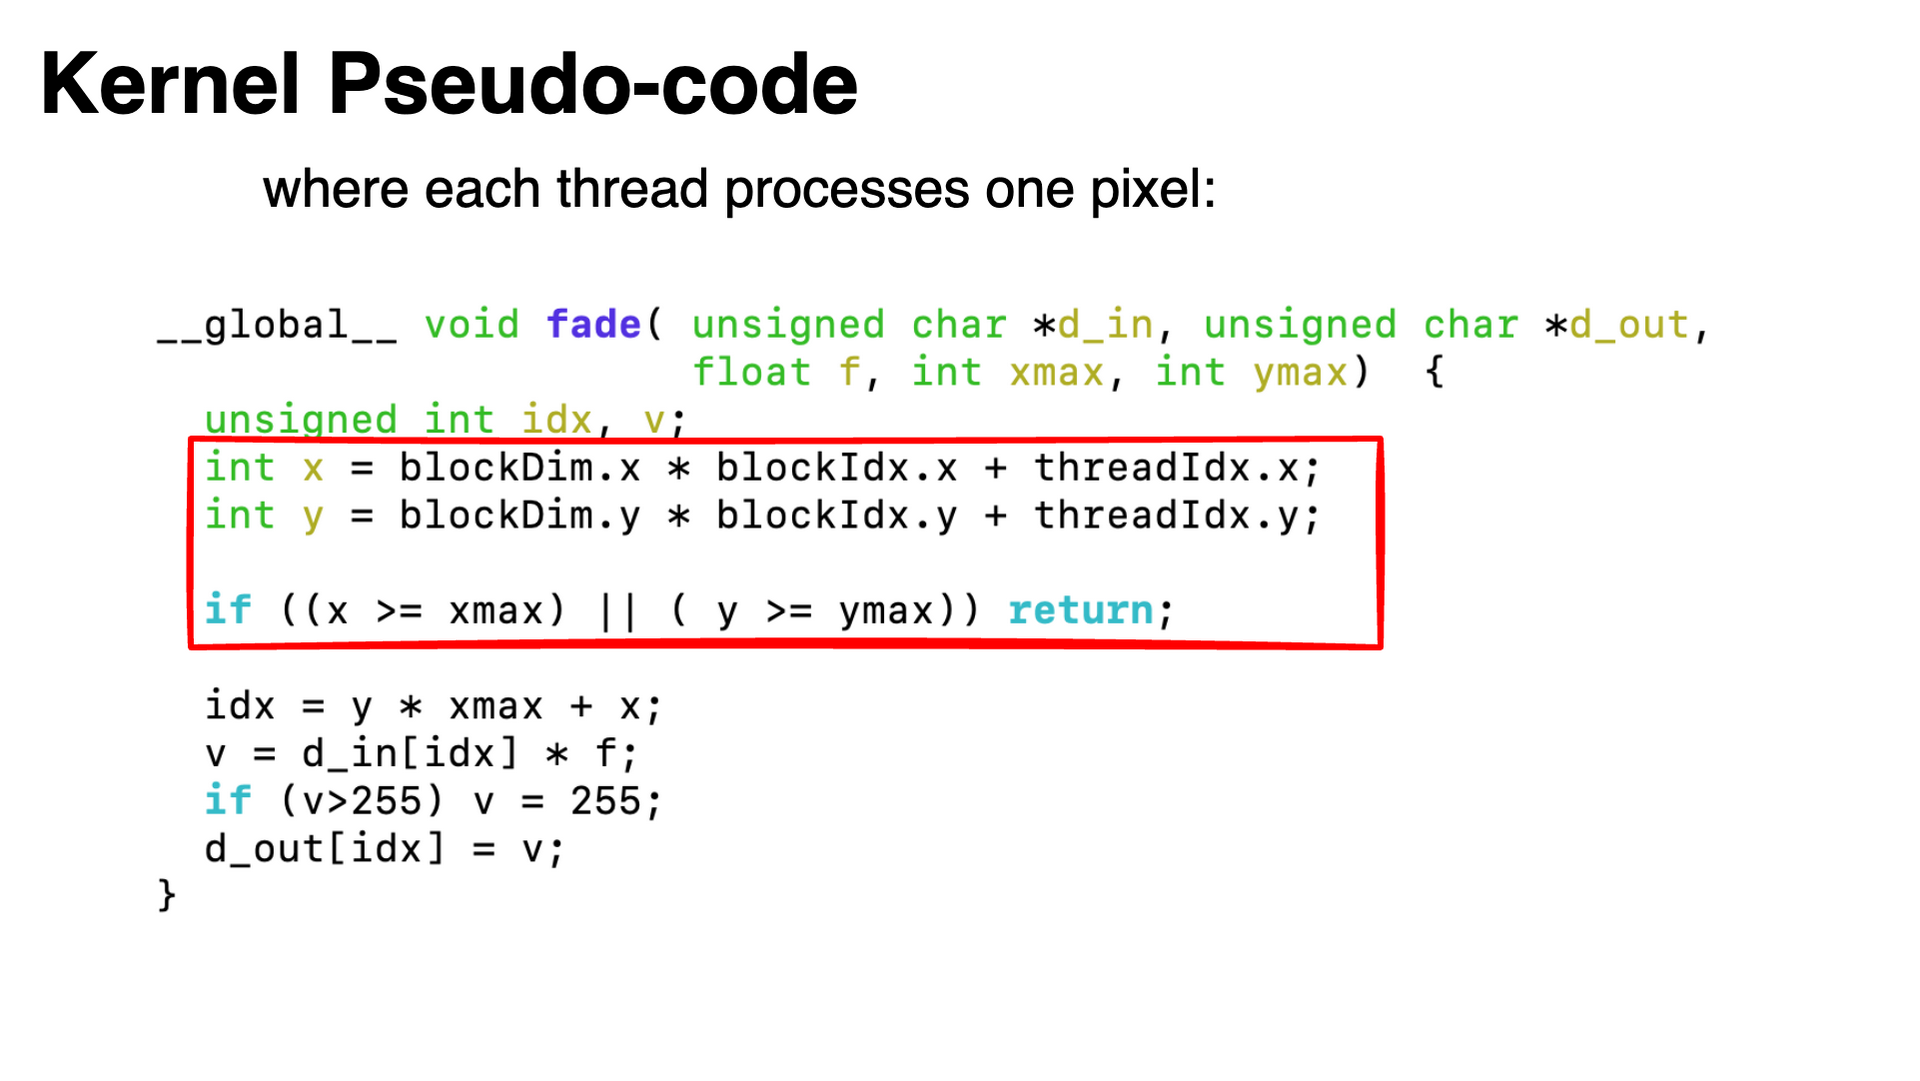 Kernel Pseudo-code
where each thread processes one pixel:
__global__ void fade( unsigned char *d_in, unsigned char *d_out,
float f, int xmax, int ymax) {
unsigned int idx, v;
int x = blockDim.x * blockIdx.x + threadIdx.x;
int y = blockDim.y * blockIdx.y + threadIdx.y;
if ((x >= xmax) || ( y >= ymax)) return;
idx = y * xmax + x;
v = d_in[idx] * f;
if (v>255) v = 255;
d_out[idx] = v;
}